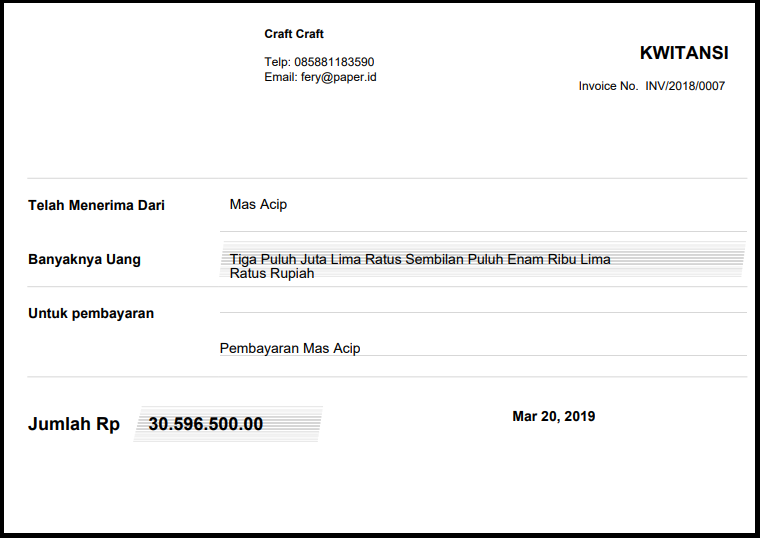 Craft Craft
Telp: 085881183590
Email: fery@paper.id
KWITANSI
Invoice No. INV/2018/0007
Telah Menerima Dari
Mas Acip
Banyaknya Uang
Tiga Puluh Juta Lima Ratus Sembilan Puluh Enam Ribu Lima
Ratus Rupiah
Untuk pembayaran
Pembayaran Mas Acip
Jumlah Rp
30.596.500.00
Mar 20, 2019